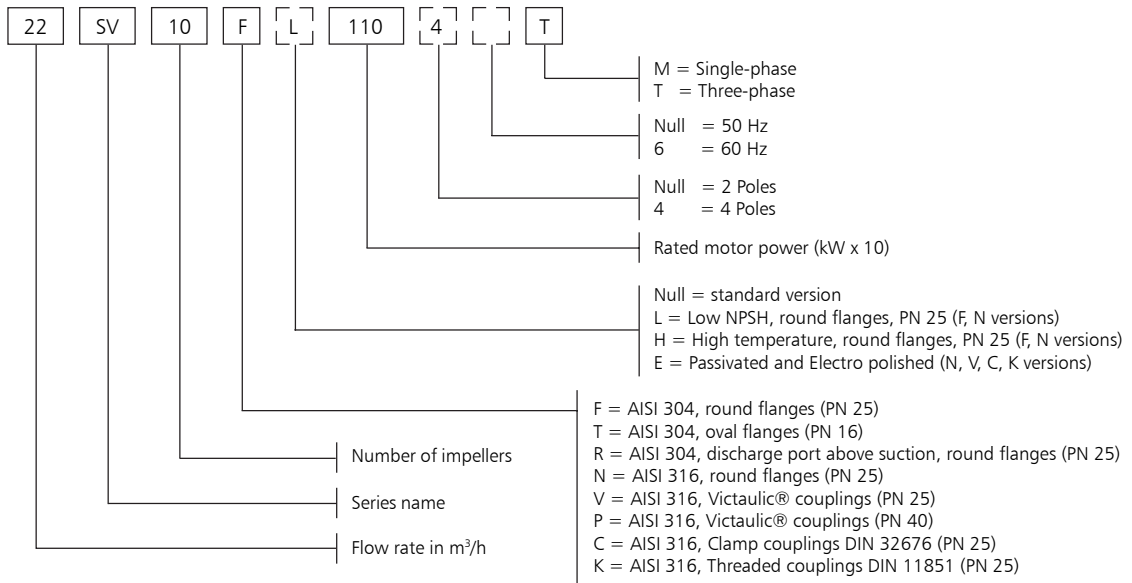 22 SV 10 F L 110 4 T
M = Single-phase
T = Three-phase
Null = 50 Hz
6 = 60 Hz
Null = 2 Poles
4 = 4 Poles
Rated motor power (kW x 10)
Null = standard version
L = Low NPSH, round flanges, PN 25 (F, N versions)
H = High temperature, round flanges, PN 25 (F, N versions)
E = Passivated and Electro polished (N, V, C, K versions)
F = AISI 304, round flanges (PN 25)
T = AISI 304, oval flanges (PN 16)
R = AISI 304, discharge port above suction, round flanges (PN 25)
N = AISI 316, round flanges (PN 25)
V = AISI 316, Victaulic® couplings (PN 25)
P = AISI 316, Victaulic® couplings (PN 40)
C = AISI 316, Clamp couplings DIN 32676 (PN 25)
K = AISI 316, Threaded couplings DIN 11851 (PN 25)
Number of impellers
Series name
Flow rate in m³/h